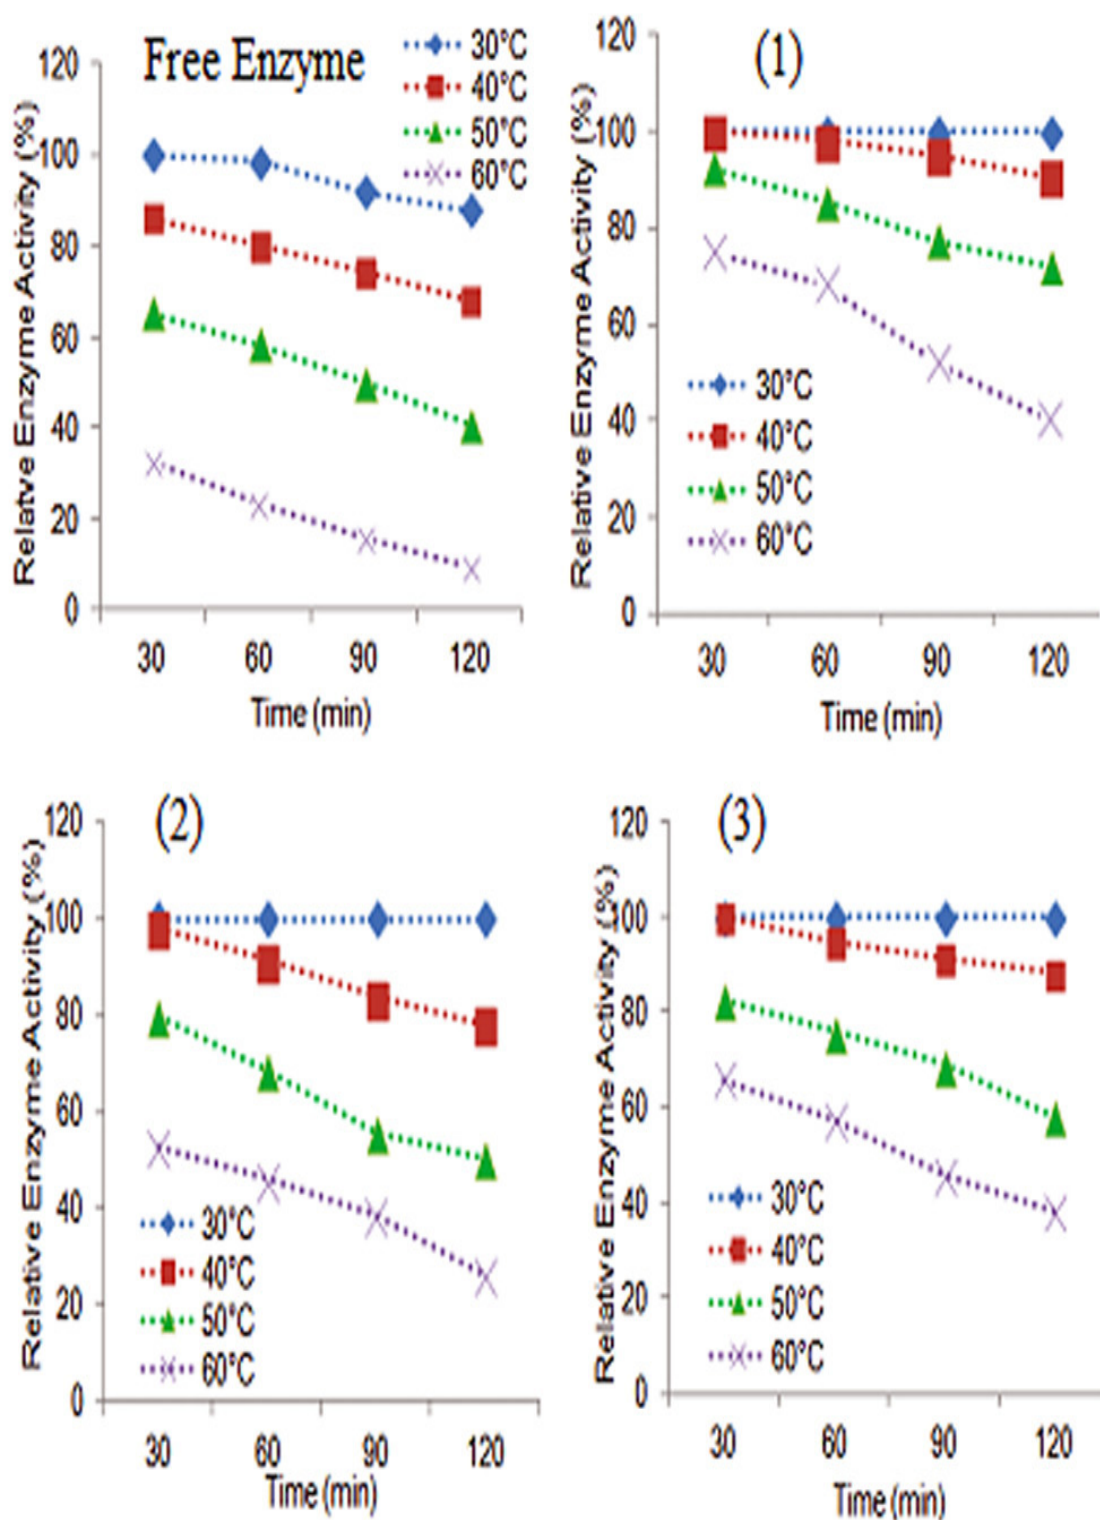 Free Enzyme
30°C
40°C
50°C
60°C
Relatve Enzyme Activity (%)
120
100
80
60
40
20
0
30 60 90 120
Time (min)
(1)
Relative Enzyme Activity (%)
120
100
80
60
40
20
0
30°C
40°C
50°C
60°C
30 60 90 120
Time (min)
(2)
Relative Enzyme Activity (%)
120
100
80
60
40
20
0
30°C
40°C
50°C
60°C
30 60 90 120
Time (min)
(3)
Relative Enzyme Activity (%)
120
100
80
60
40
20
0
30°C
40°C
50°C
60°C
30 60 90 120
Time (min)